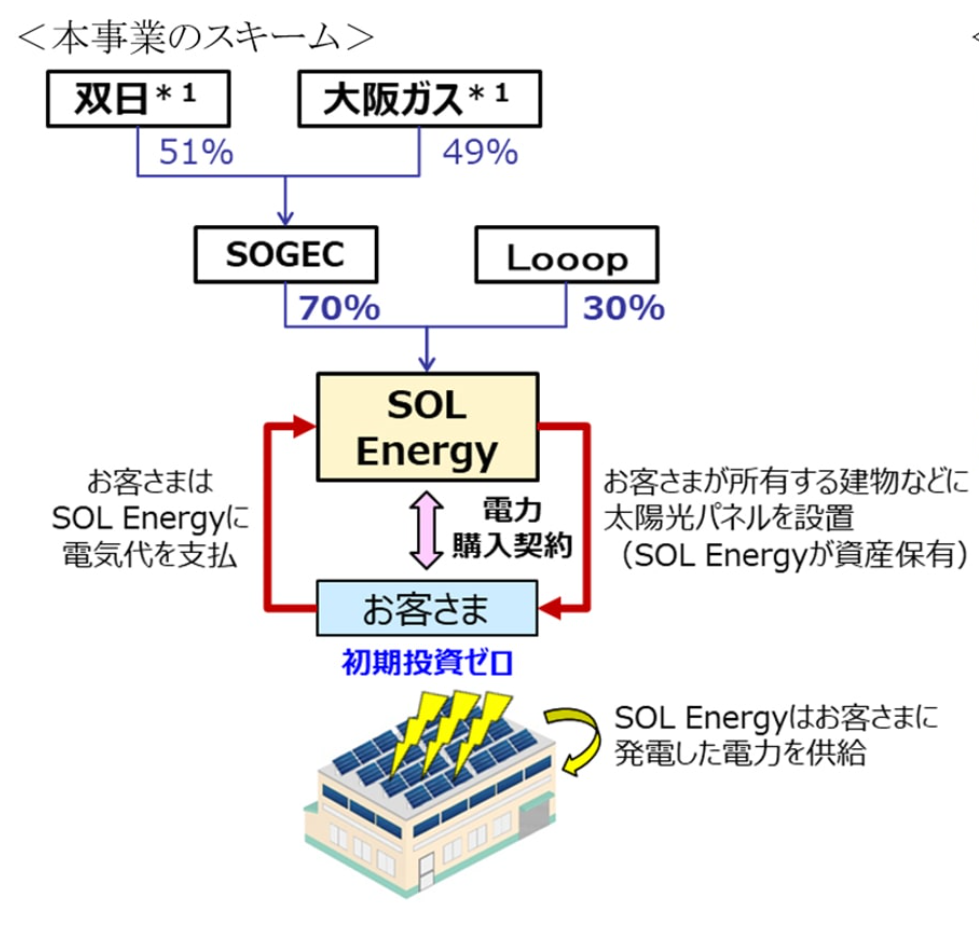 ＜本事業のスキーム＞
双日＊1
大阪ガス＊1
51%
49%
SOGEC
Looop
70%
30%
SOL
Energy
お客さまは
SOL Energyに
電気代を支払
電力
購入契約
お客さまが所有する建物などに
太陽光パネルを設置
（SOL Energyが資産保有）
お客さま
初期投資ゼロ
SOL Energyはお客さまに
発電した電力を供給